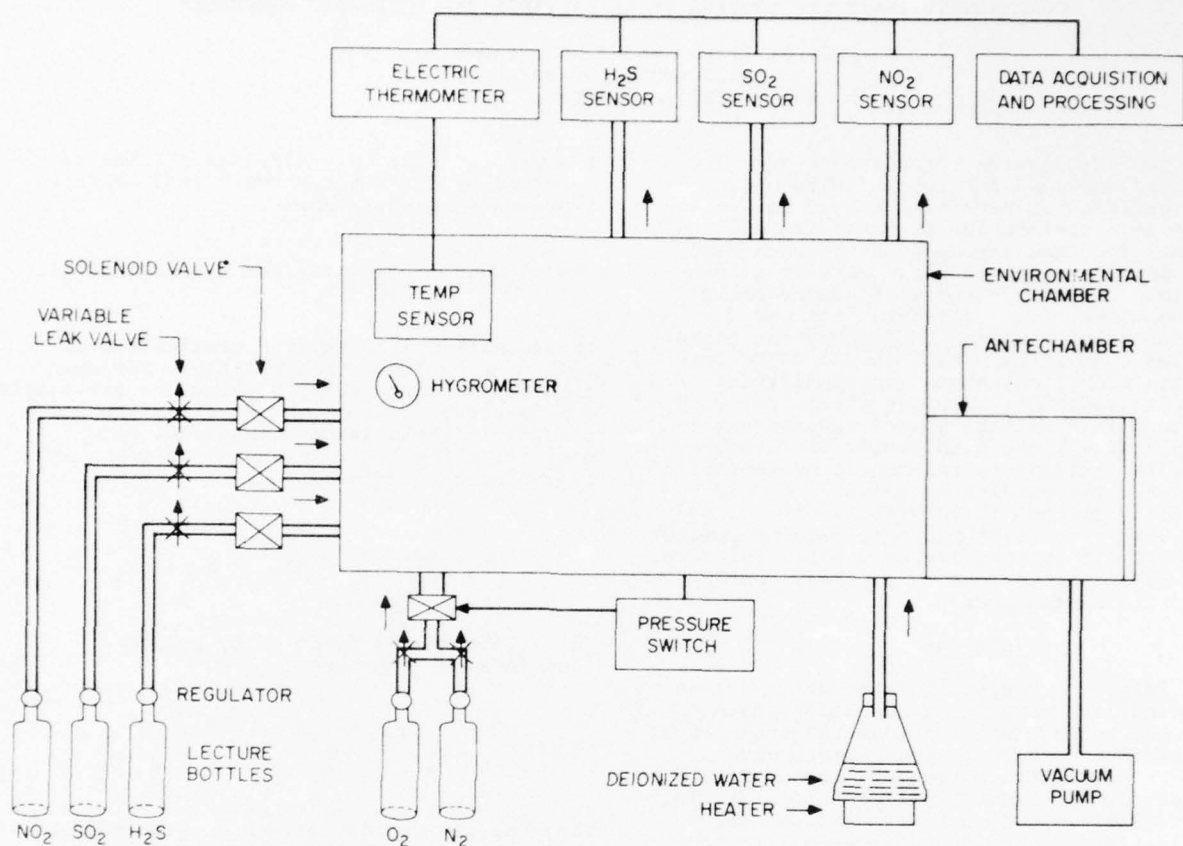 ELECTRIC
THERMOMETER
H2S
SENSOR
SO2
SENSOR
NO2
SENSOR
DATA ACQUISITION
AND PROCESSING
SOLENOID VALVE
VARIABLE
LEAK VALVE
TEMP
SENSOR
HYGROMETER
ENVIRONMENTAL
CHAMBER
ANTECHAMBER
PRESSURE
SWITCH
REGULATOR
LECTURE
BOTTLES
DEIONIZED WATER
HEATER
VACUUM
PUMP
NO2
SO2
H2S
O2
N2